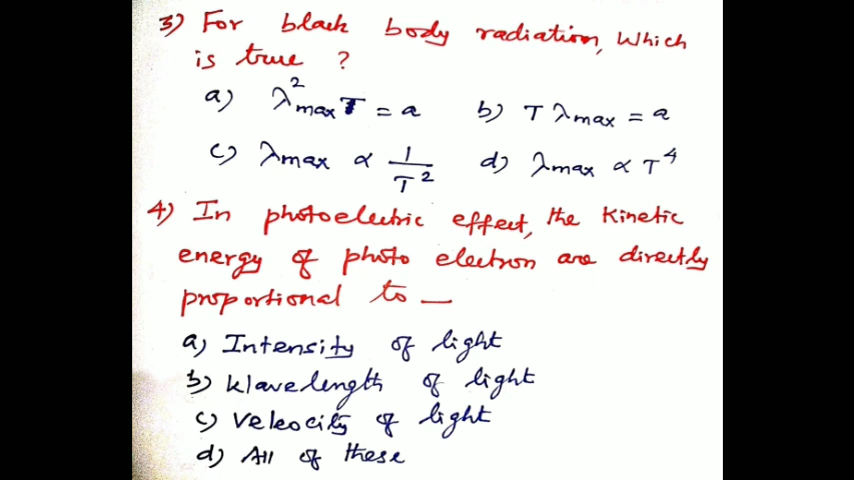 3) For black body radiation, Which
is true ?
a) λ²max T = a b) T λmax = a
c) λmax ∝ 1/T² d) λmax ∝ T⁴
4) In photoelectric effect, the Kinetic
energy of photo electron are directly
proportional to —
a) Intensity of light
b) Wavelength of light
c) Velocity of light
d) All of these